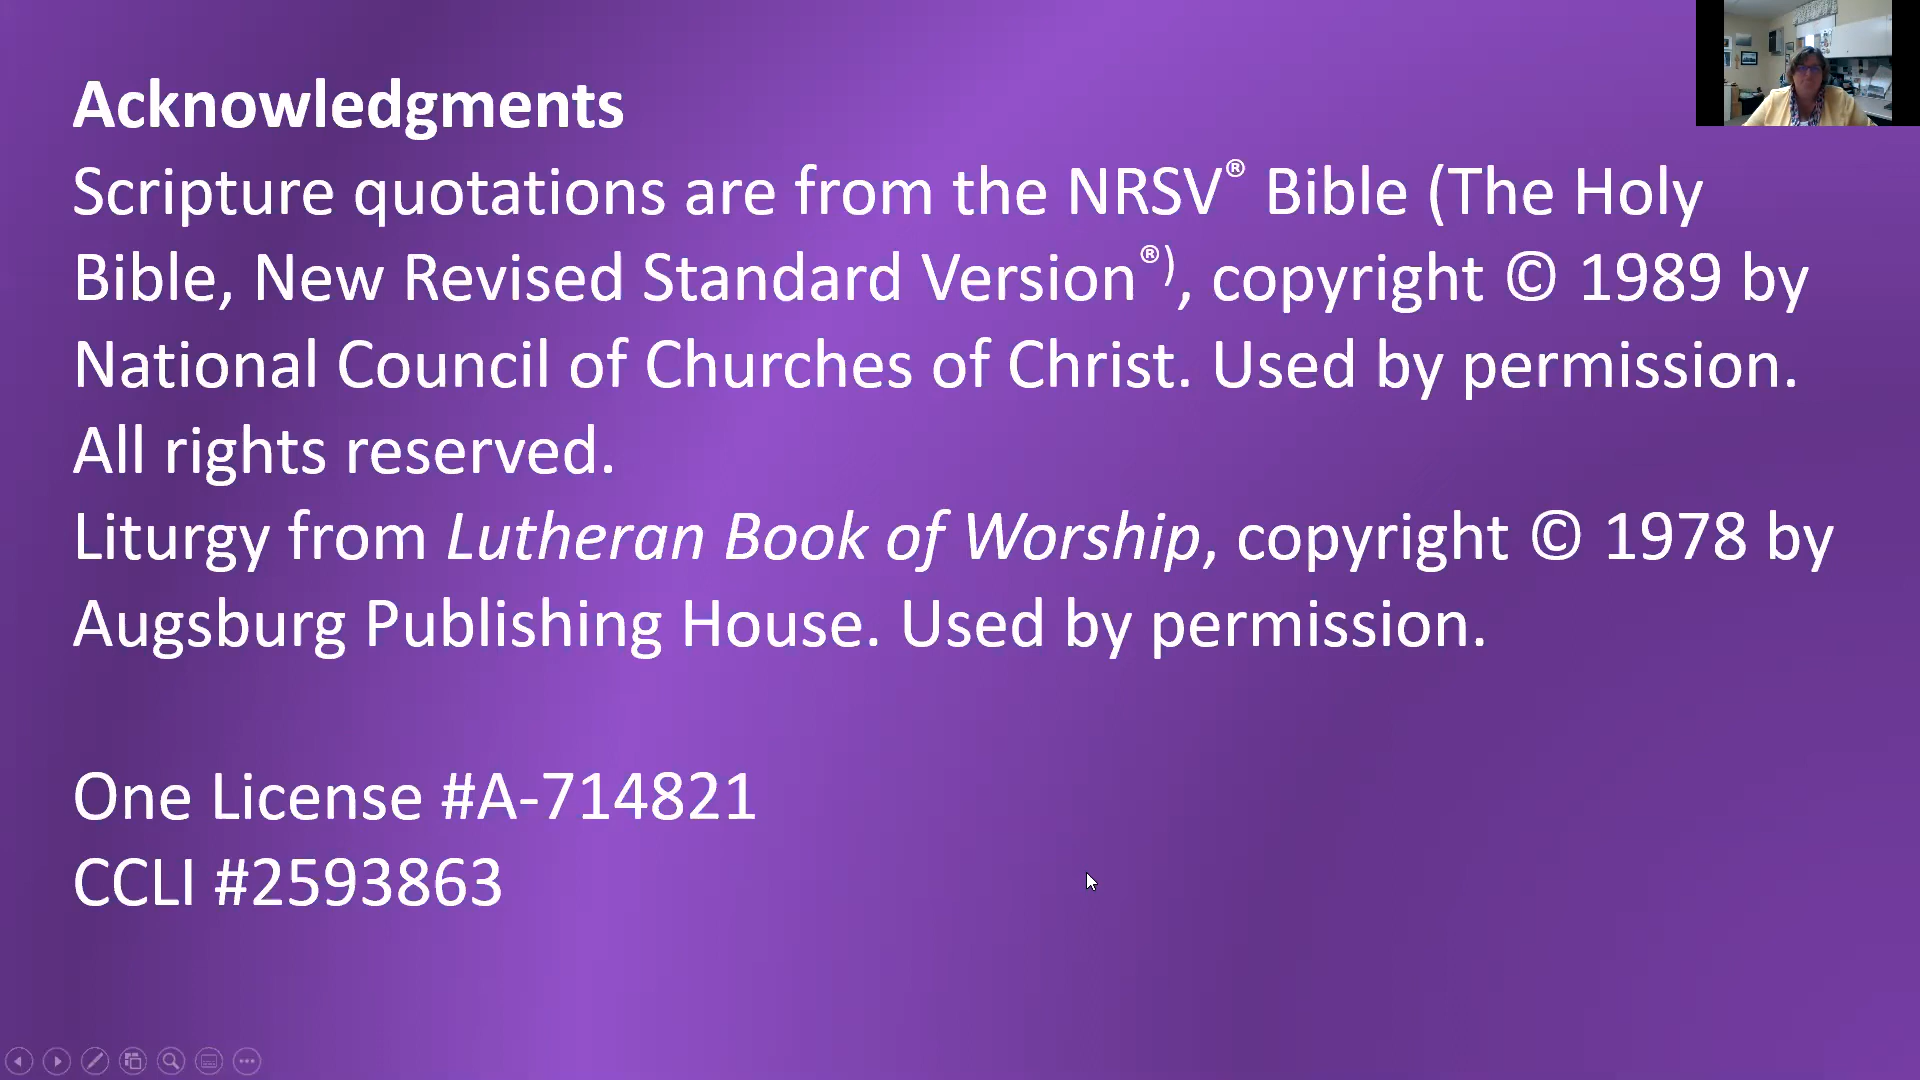 Acknowledgments
Scripture quotations are from the NRSV® Bible (The Holy
Bible, New Revised Standard Version®), copyright © 1989 by
National Council of Churches of Christ. Used by permission.
All rights reserved.
Liturgy from Lutheran Book of Worship, copyright © 1978 by
Augsburg Publishing House. Used by permission.
One License #A-714821
CCLI #2593863